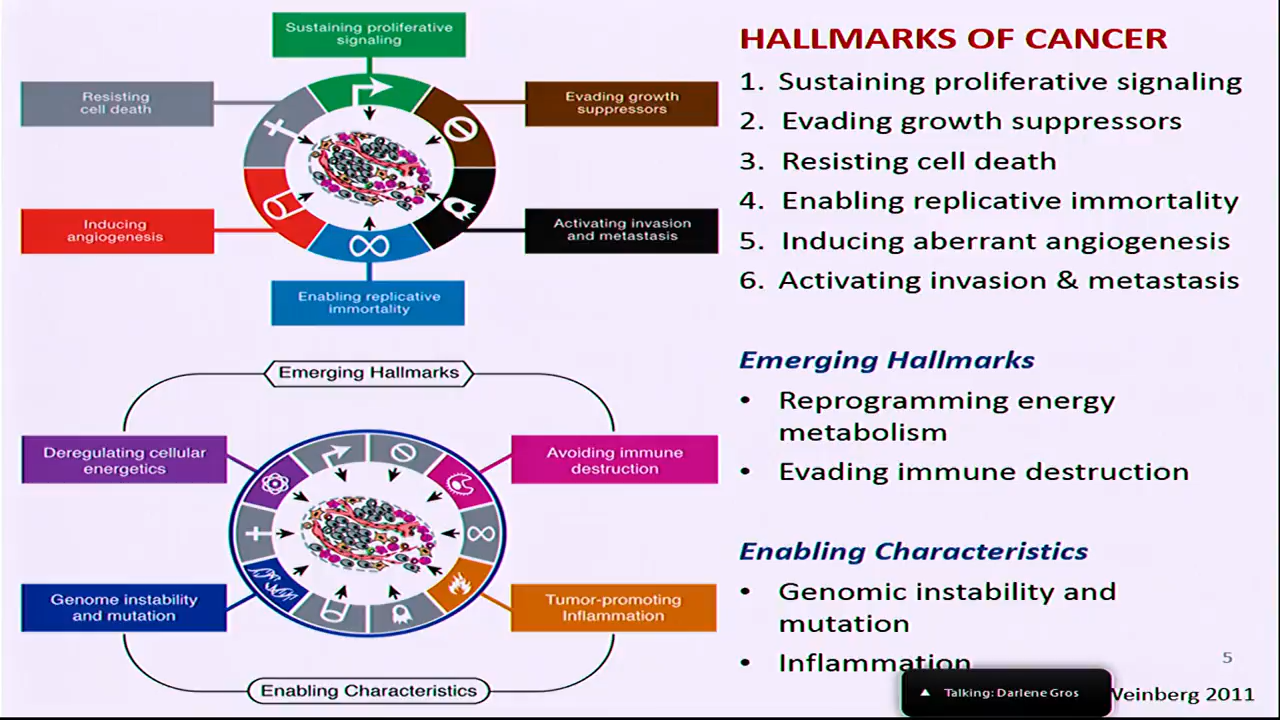 Sustaining proliferative
signaling
Resisting
cell death
Evading growth
suppressors
Inducing
angiogenesis
Activating invasion
and metastasis
Enabling replicative
immortality
Emerging Hallmarks
Deregulating cellular
energetics
Avoiding immune
destruction
Genome instability
and mutation
Tumor-promoting
Inflammation
Enabling Characteristics
HALLMARKS OF CANCER
1. Sustaining proliferative signaling
2. Evading growth suppressors
3. Resisting cell death
4. Enabling replicative immortality
5. Inducing aberrant angiogenesis
6. Activating invasion & metastasis
Emerging Hallmarks
• Reprogramming energy
metabolism
• Evading immune destruction
Enabling Characteristics
• Genomic instability and
mutation
• Inflammation
5
Talking: Darlene Gros
Weinberg 2011